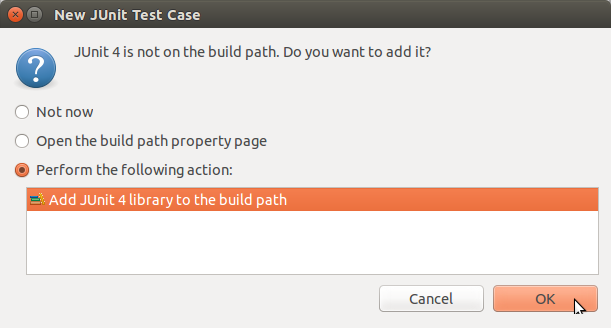 New JUnit Test Case
JUnit 4 is not on the build path. Do you want to add it?
Not now
Open the build path property page
Perform the following action:
Add JUnit 4 library to the build path
Cancel
OK